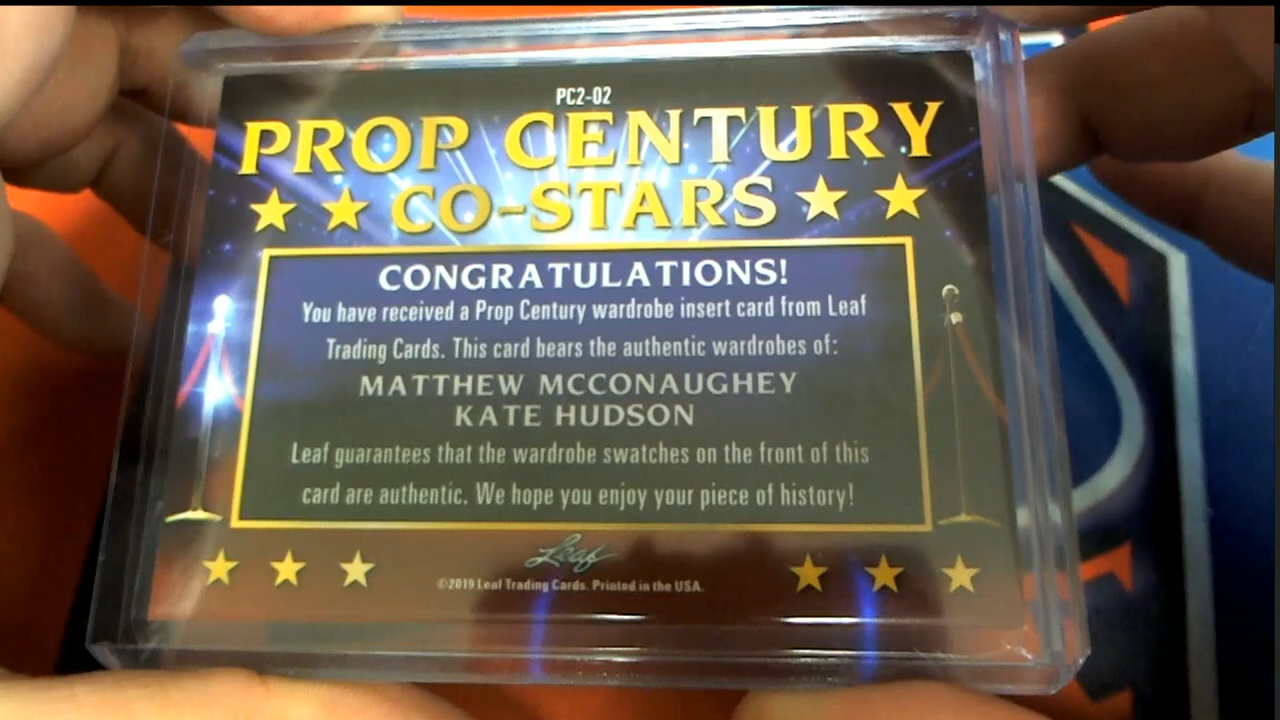 PC2-02
PROP CENTURY
CO-STARS
CONGRATULATIONS!
You have received a Prop Century wardrobe insert card from Leaf
Trading Cards. This card bears the authentic wardrobes of:
MATTHEW MCCONAUGHEY
KATE HUDSON
Leaf guarantees that the wardrobe swatches on the front of this
card are authentic. We hope you enjoy your piece of history!
Leaf
©2019 Leaf Trading Cards. Printed in the USA.